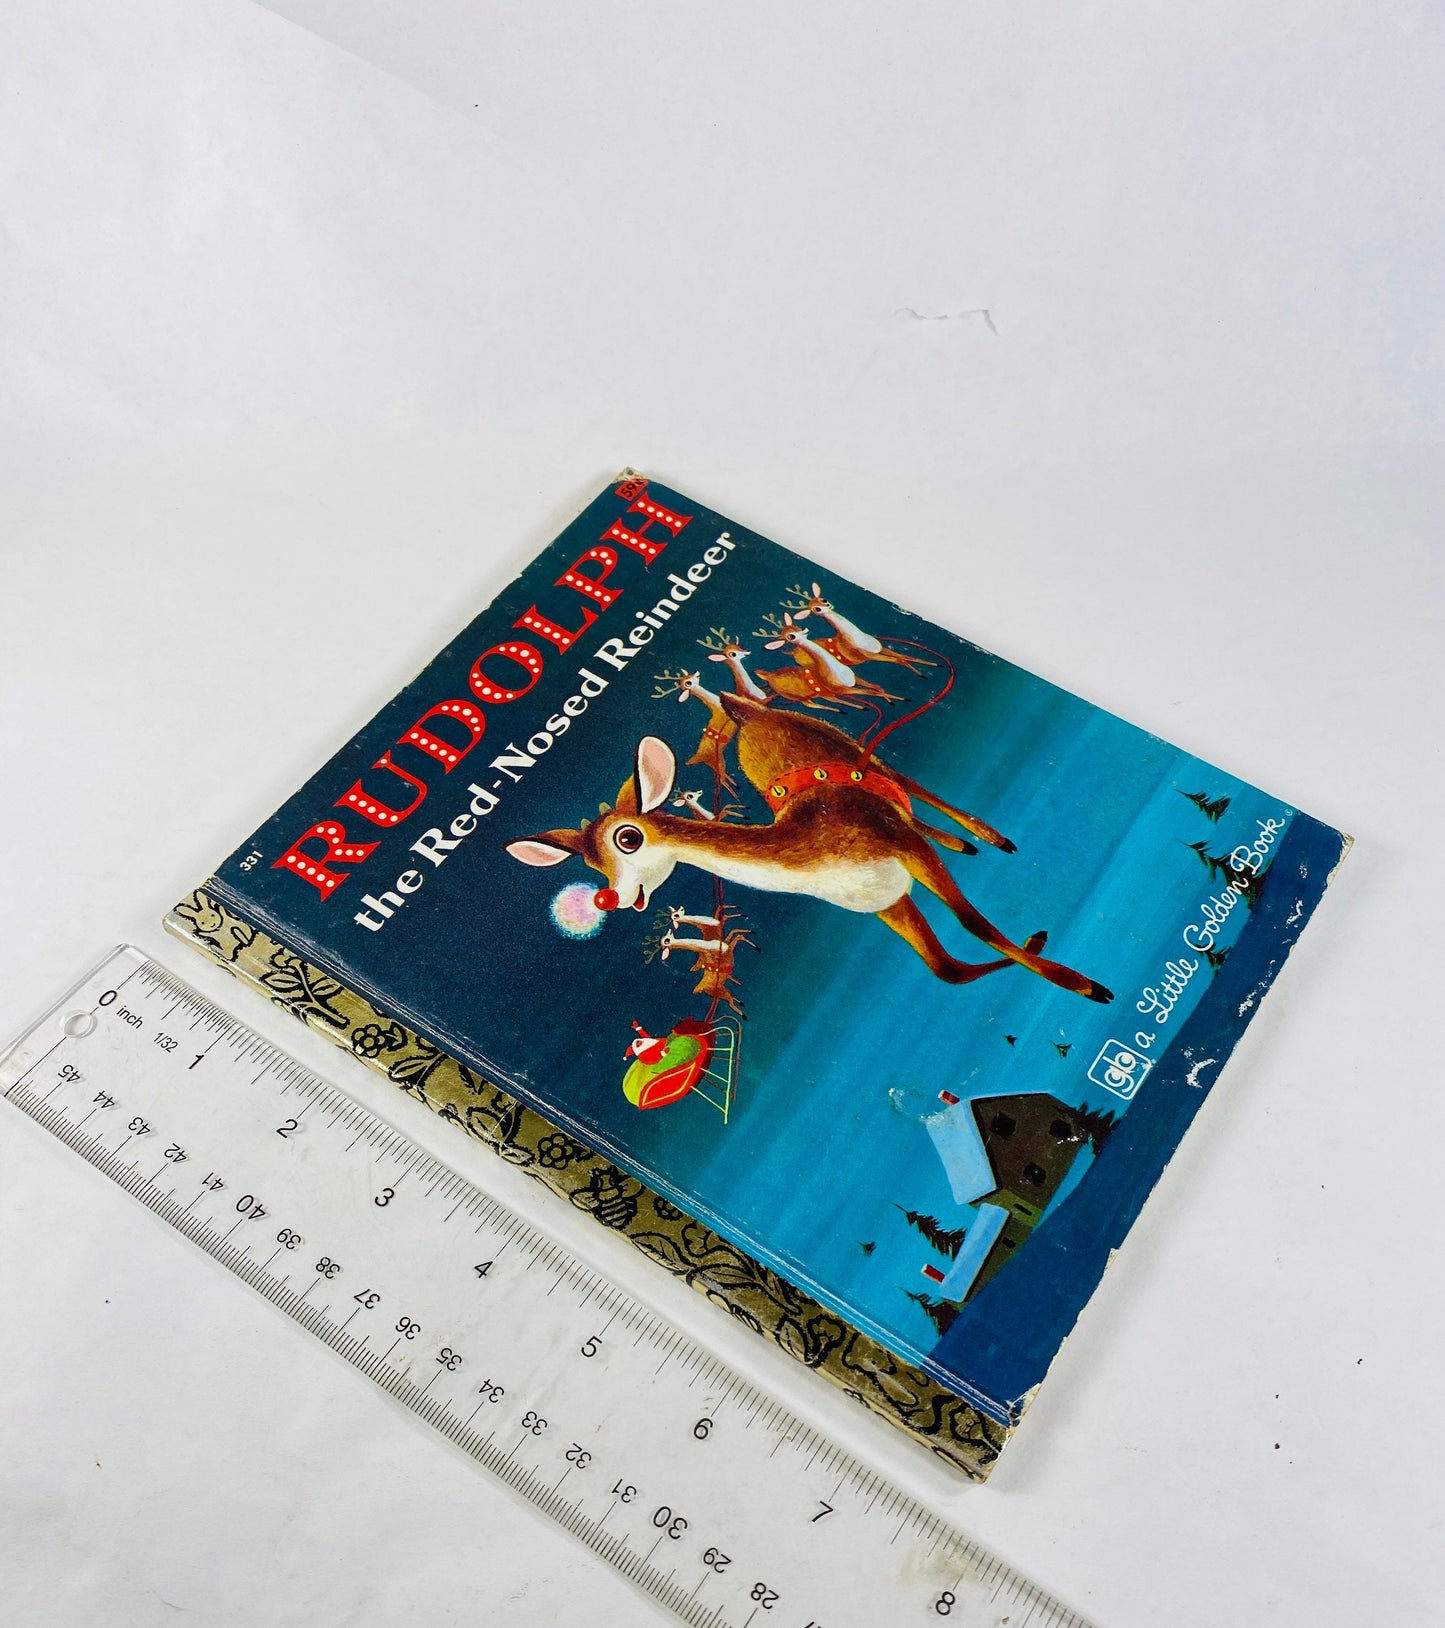 59¢
RUDOLPH
the Red-Nosed Reindeer
331
gb a Little Golden Book®
0 inch 1/32 1 2 3 4 5 6 7 8
45 44 43 42 41 40 39 38 37 36 35 34 33 32 31 30 29 28